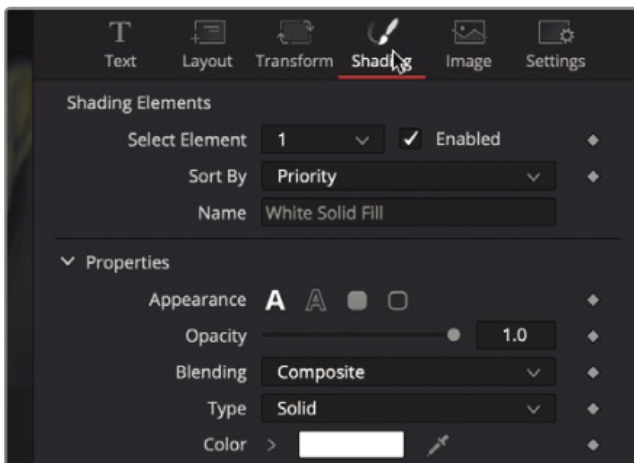 Text Layout Transform Shading Image Settings
Shading Elements
Select Element 1 Enabled
Sort By Priority
Name White Solid Fill
Properties
Appearance A A
Opacity 1.0
Blending Composite
Type Solid
Color